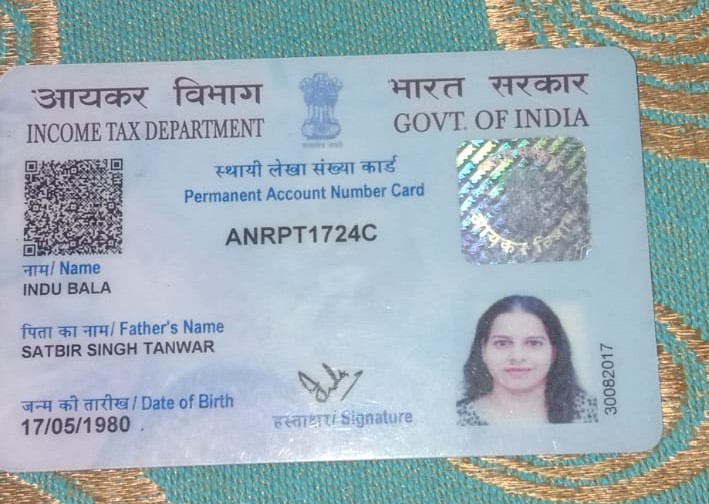 आयकर विभाग
INCOME TAX DEPARTMENT
भारत सरकार
GOVT. OF INDIA
स्थायी लेखा संख्या कार्ड
Permanent Account Number Card
ANRPT1724C
नाम/ Name
INDU BALA
पिता का नाम/ Father's Name
SATBIR SINGH TANWAR
जन्म की तारीख/ Date of Birth
17/05/1980
हस्ताक्षर/ Signature
30082017
आयकर विभाग